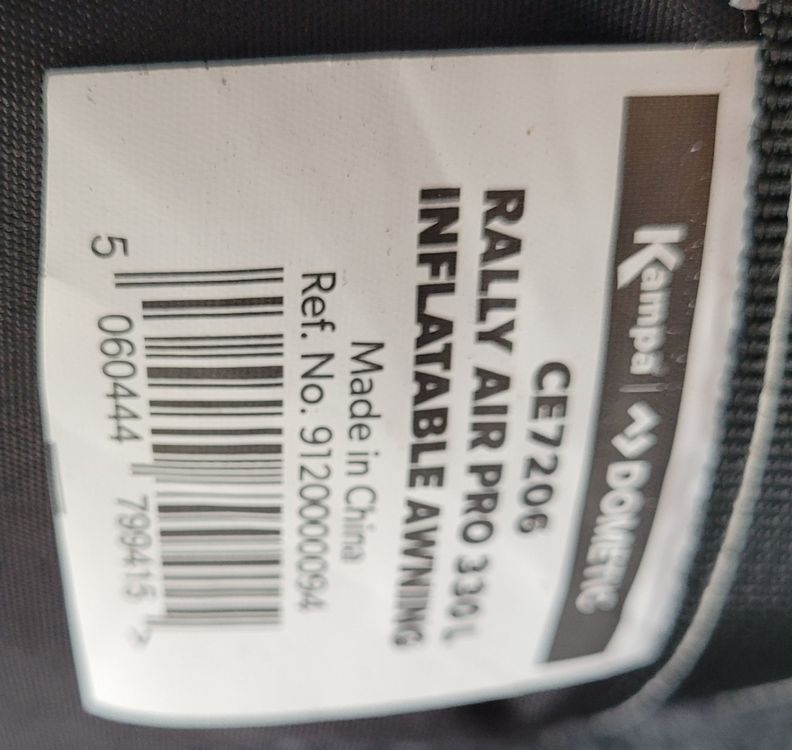 Kampa | DOMETIC
CE7206
RALLY AIR PRO 330 L
INFLATABLE AWNING
Made in China
Ref. No: 9120000094
5 060444 799415 >